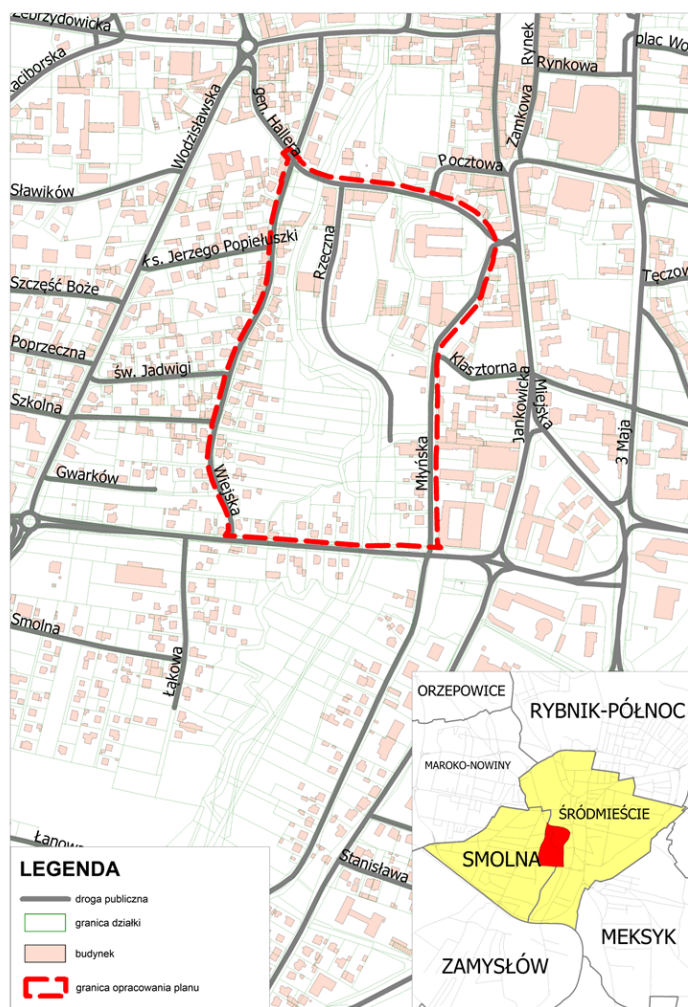 Żebrzydowicka
aciborska
Wodzisławska
gen. Hallera
Rynek
plac Wo
Rynkowa
Zamkowa
Pocztowa
Sławików
Ks. Jerzego Popiełuszki
Rzeczna
Tęczow
Szczęść Boże
Poprzeczna
św. Jadwigi
Klasztorna
Szkolna
Jankowicka
Miejska
3 Maja
Gwarków
Wiejska
Młyńska
Smolna
Łąkowa
Łanowa
Stanisława
LEGENDA
droga publiczna
granica działki
budynek
granica opracowania planu
ORZEPOWICE
RYBNIK-PÓŁNOC
MAROKO-NOWINY
ŚRÓDMIEŚCIE
SMOLNA
MEKSYK
ZAMYSŁÓW